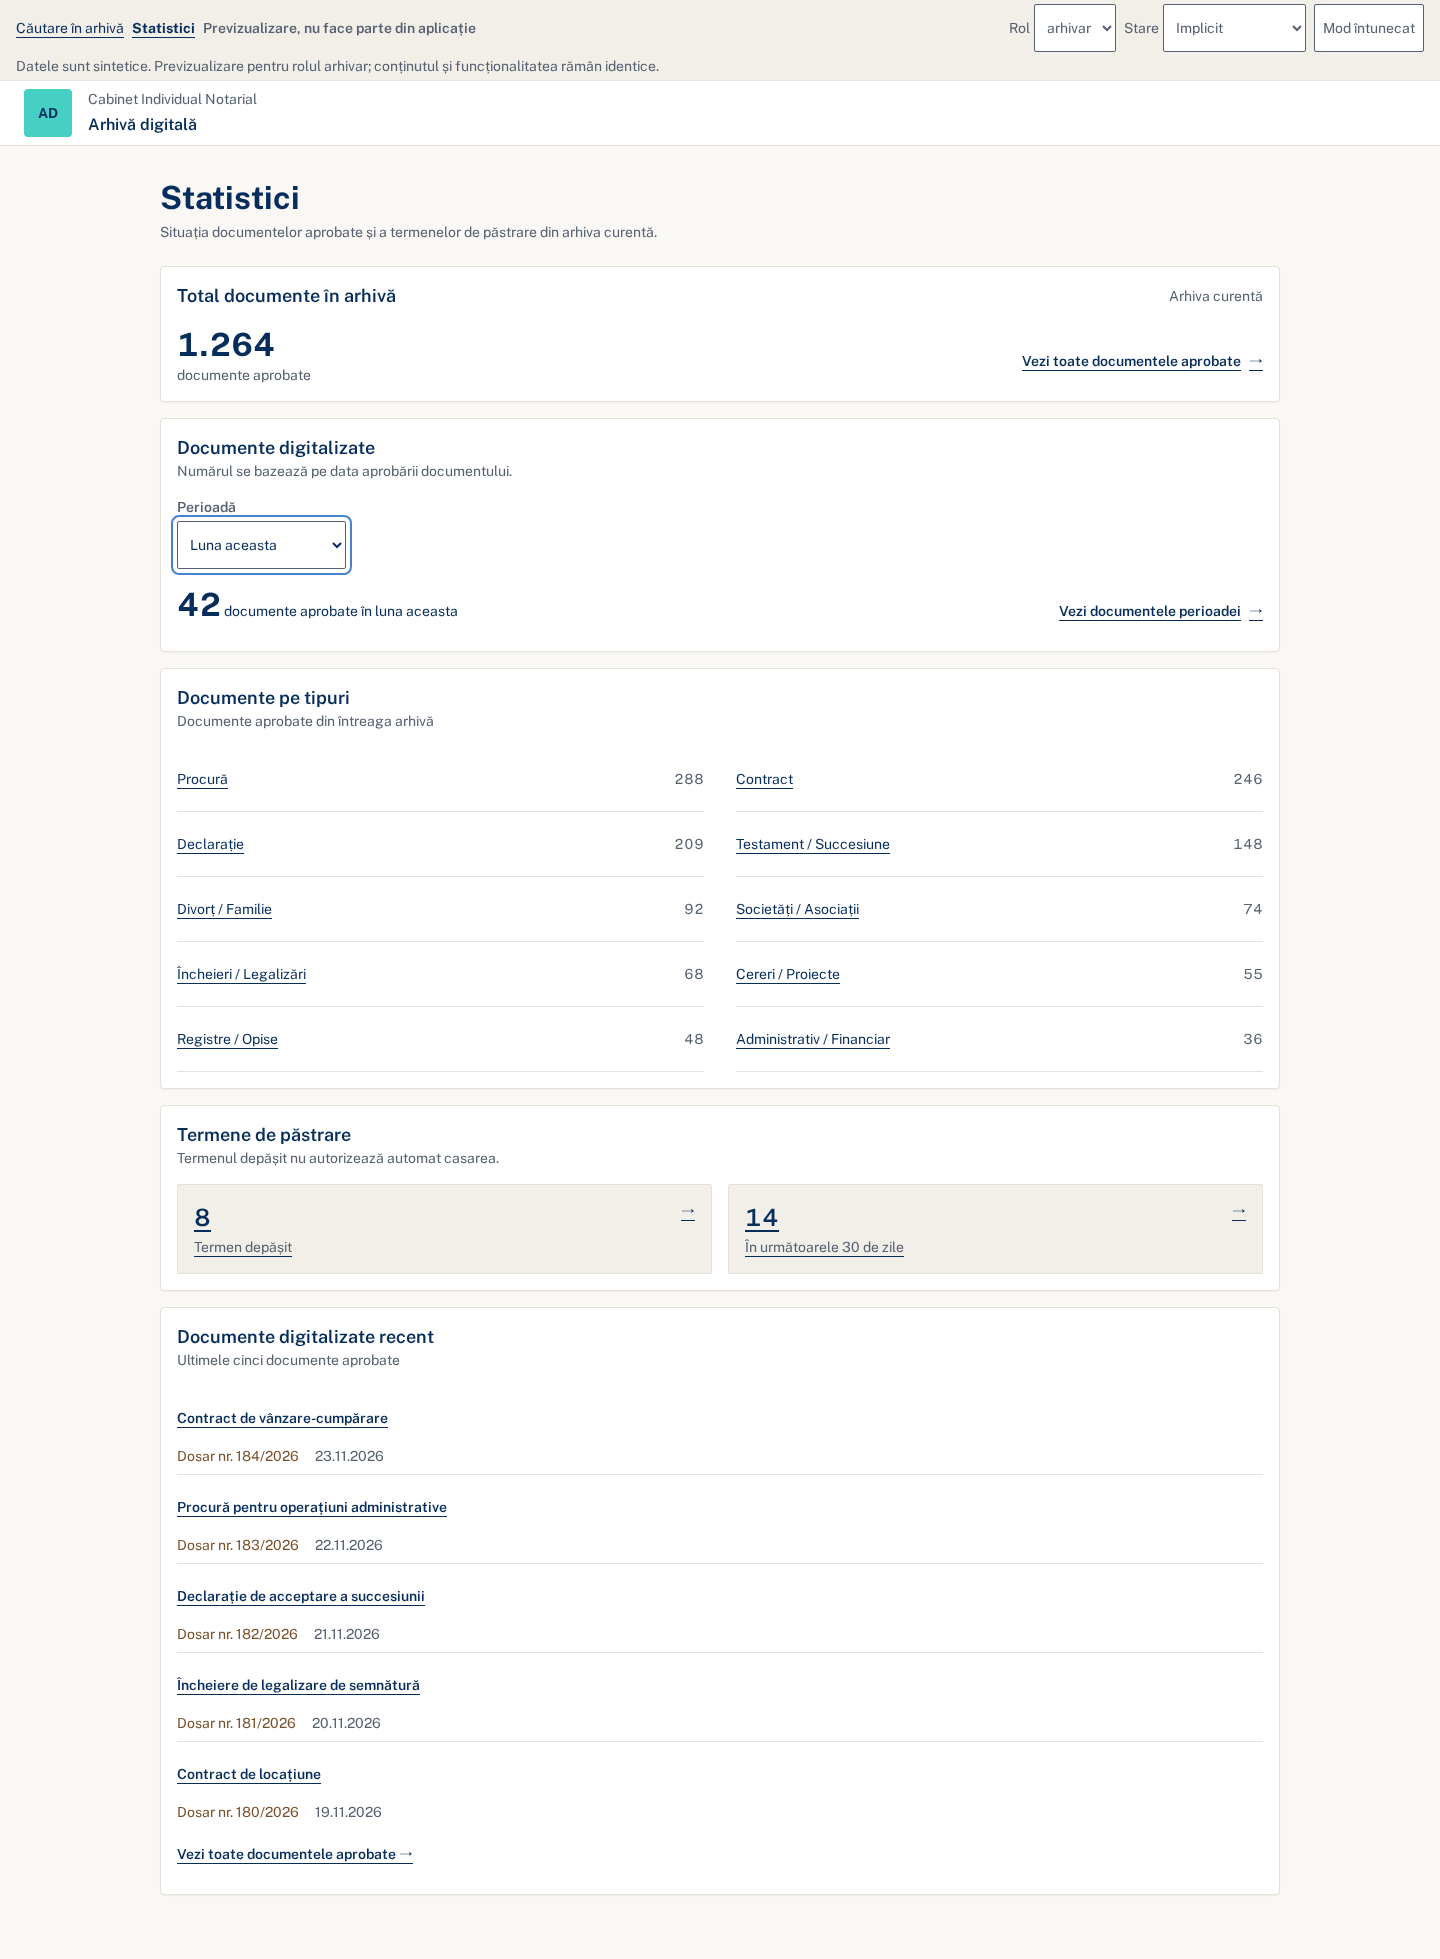 Căutare în arhivă Statistici Previzualizare, nu face parte din aplicație Rol arhivar Stare Implicit Mod întunecat
Datele sunt sintetice. Previzualizare pentru rolul arhivar; conținutul și funcționalitatea rămân identice.
AD
Cabinet Individual Notarial
Arhivă digitală
Statistici
Situația documentelor aprobate și a termenelor de păstrare din arhiva curentă.
Total documente în arhivă Arhiva curentă
1.264
documente aprobate
Vezi toate documentele aprobate →
Documente digitalizate
Numărul se bazează pe data aprobării documentului.
Perioadă
Luna aceasta
42 documente aprobate în luna aceasta Vezi documentele perioadei →
Documente pe tipuri
Documente aprobate din întreaga arhivă
Procură 288 Contract 246
Declarație 209 Testament / Succesiune 148
Divorț / Familie 92 Societăți / Asociații 74
Încheieri / Legalizări 68 Cereri / Proiecte 55
Registre / Opise 48 Administrativ / Financiar 36
Termene de păstrare
Termenul depășit nu autorizează automat casarea.
8 → 14 →
Termen depășit În următoarele 30 de zile
Documente digitalizate recent
Ultimele cinci documente aprobate
Contract de vânzare-cumpărare
Dosar nr. 184/2026 23.11.2026
Procură pentru operațiuni administrative
Dosar nr. 183/2026 22.11.2026
Declarație de acceptare a succesiunii
Dosar nr. 182/2026 21.11.2026
Încheiere de legalizare de semnătură
Dosar nr. 181/2026 20.11.2026
Contract de locațiune
Dosar nr. 180/2026 19.11.2026
Vezi toate documentele aprobate →